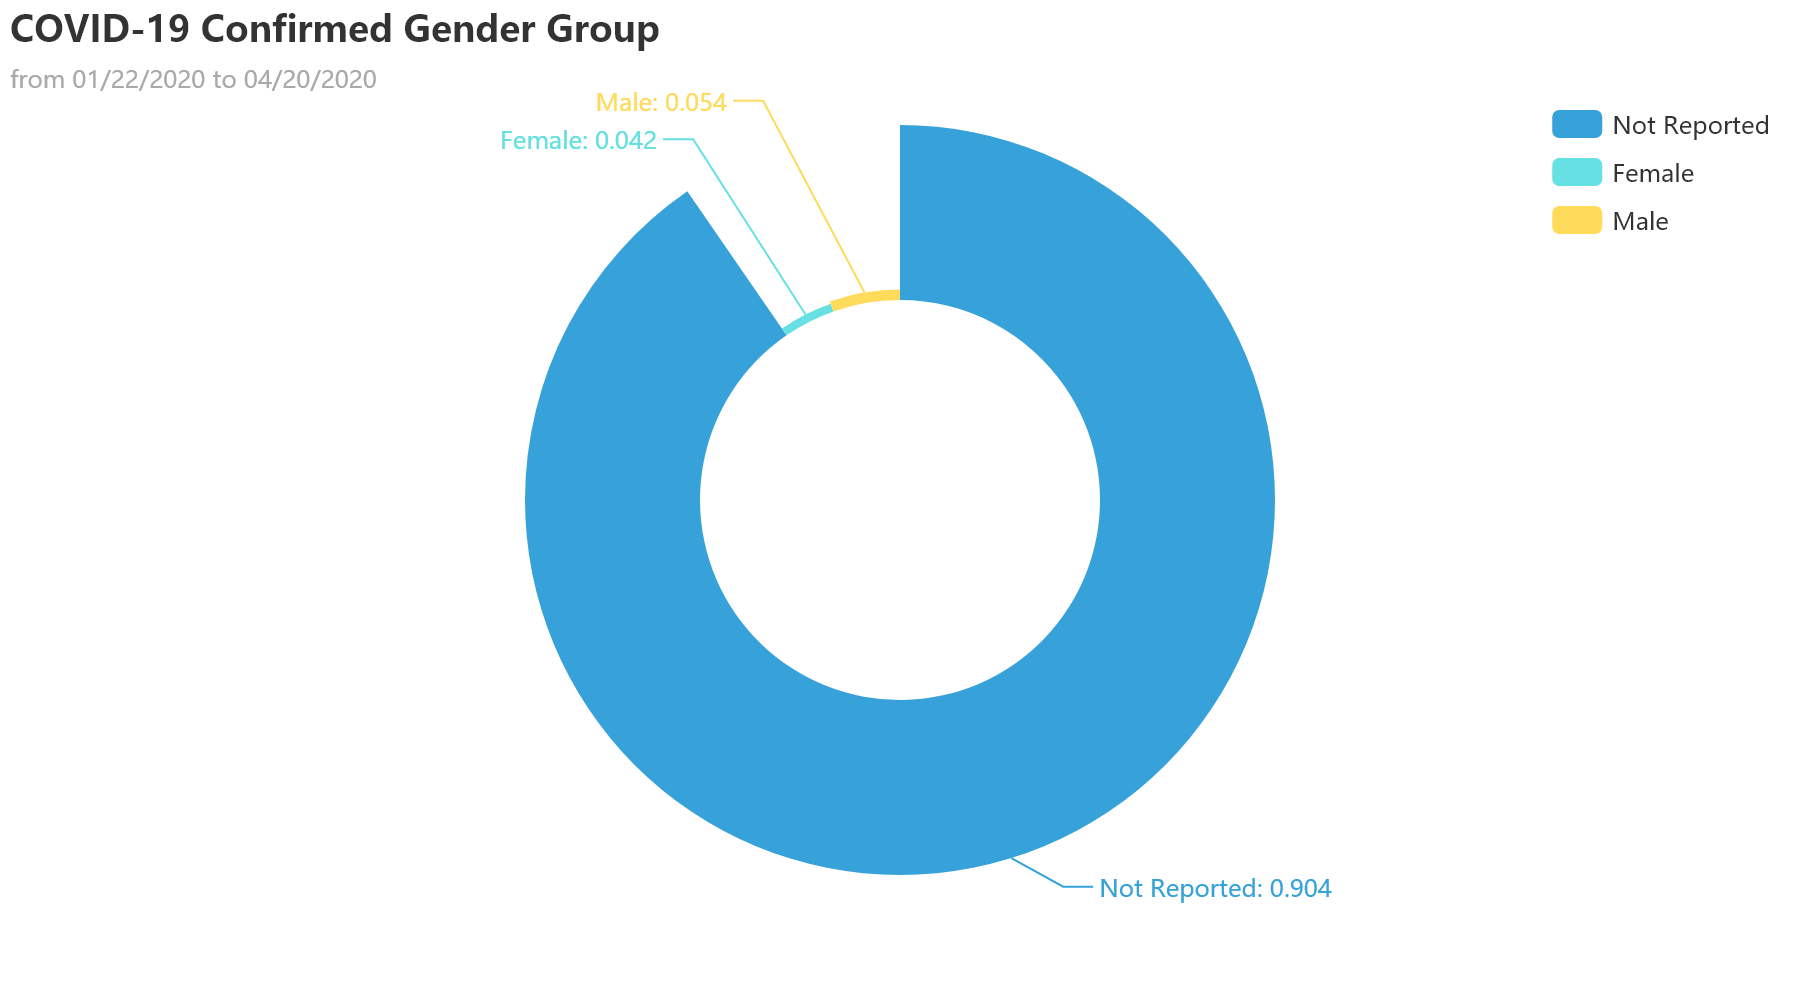 COVID-19 Confirmed Gender Group
from 01/22/2020 to 04/20/2020
Male: 0.054
Female: 0.042
Not Reported
Female
Male
Not Reported: 0.904